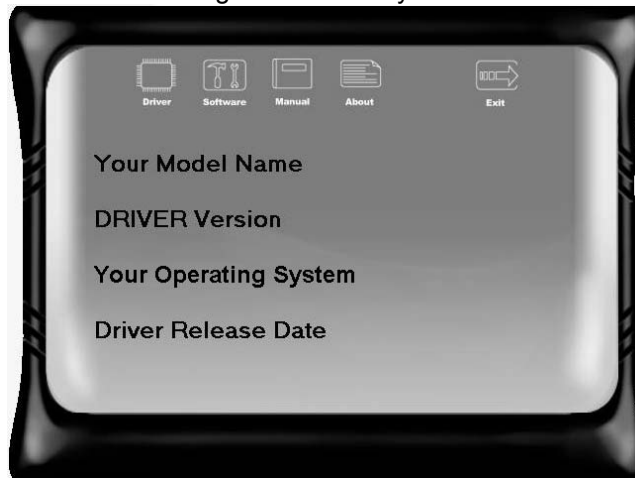 Driver Software Manual About Exit
Your Model Name
DRIVER Version
Your Operating System
Driver Release Date